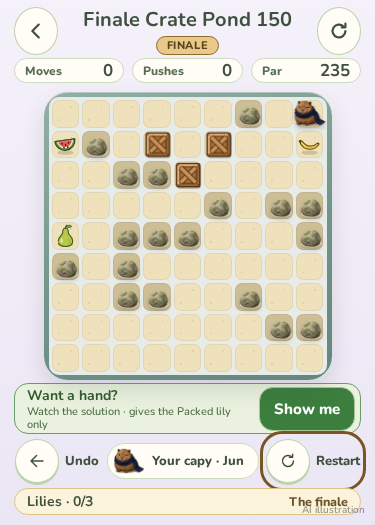 Finale Crate Pond 150
FINALE
Moves 0
Pushes 0
Par 235
Want a hand?
Watch the solution · gives the Packed lily
only
Show me
Undo
Your capy · Jun
Restart
Lilies · 0/3
The finale
AI illustration